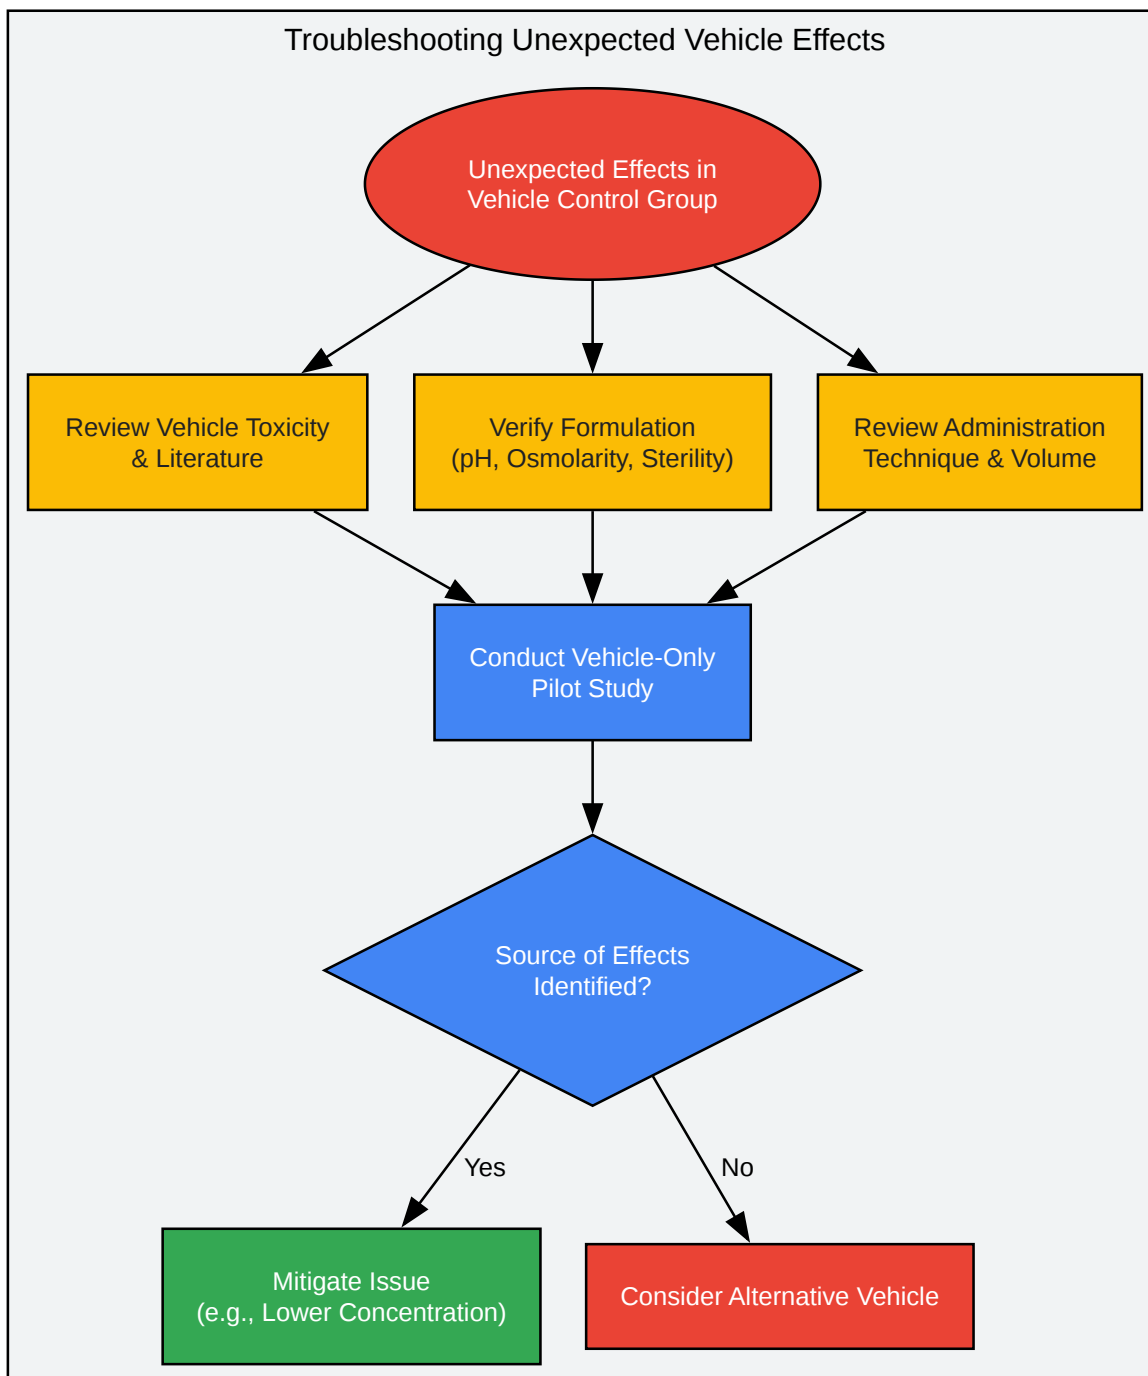 Troubleshooting Unexpected Vehicle Effects
Unexpected Effects in
Vehicle Control Group
Review Vehicle Toxicity
& Literature
Verify Formulation
(pH, Osmolarity, Sterility)
Review Administration
Technique & Volume
Conduct Vehicle-Only
Pilot Study
Source of Effects
Identified?
Yes
No
Mitigate Issue
(e.g., Lower Concentration)
Consider Alternative Vehicle